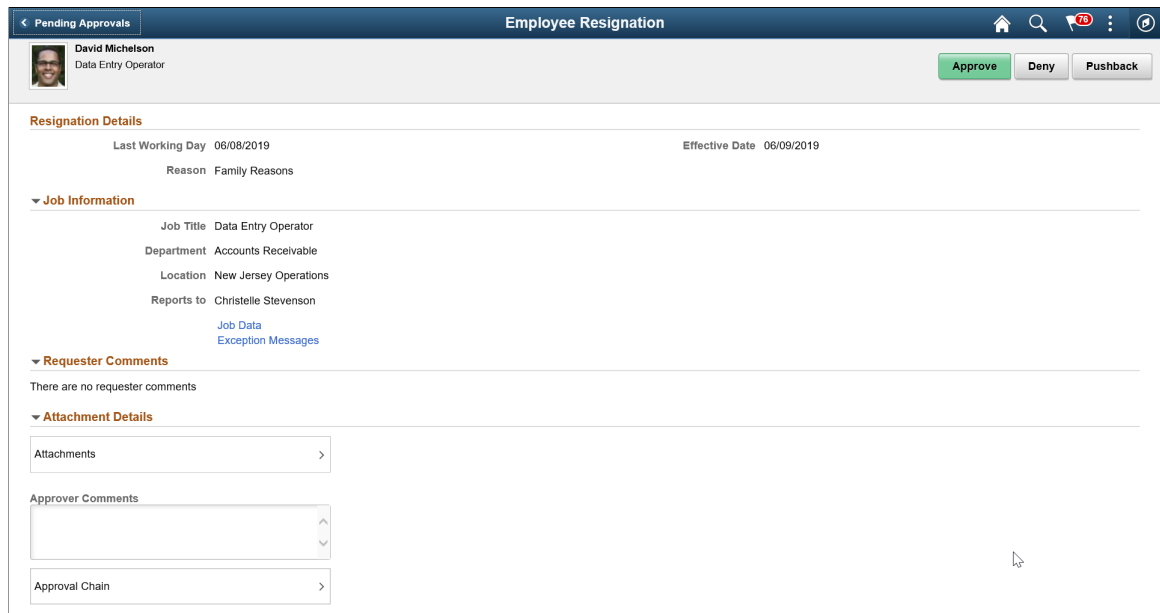 Pending Approvals
Employee Resignation
76
David Michelson
Data Entry Operator
Approve
Deny
Pushback
Resignation Details
Last Working Day 06/08/2019
Effective Date 06/09/2019
Reason Family Reasons
Job Information
Job Title Data Entry Operator
Department Accounts Receivable
Location New Jersey Operations
Reports to Christelle Stevenson
Job Data
Exception Messages
Requester Comments
There are no requester comments
Attachment Details
Attachments
Approver Comments
Approval Chain